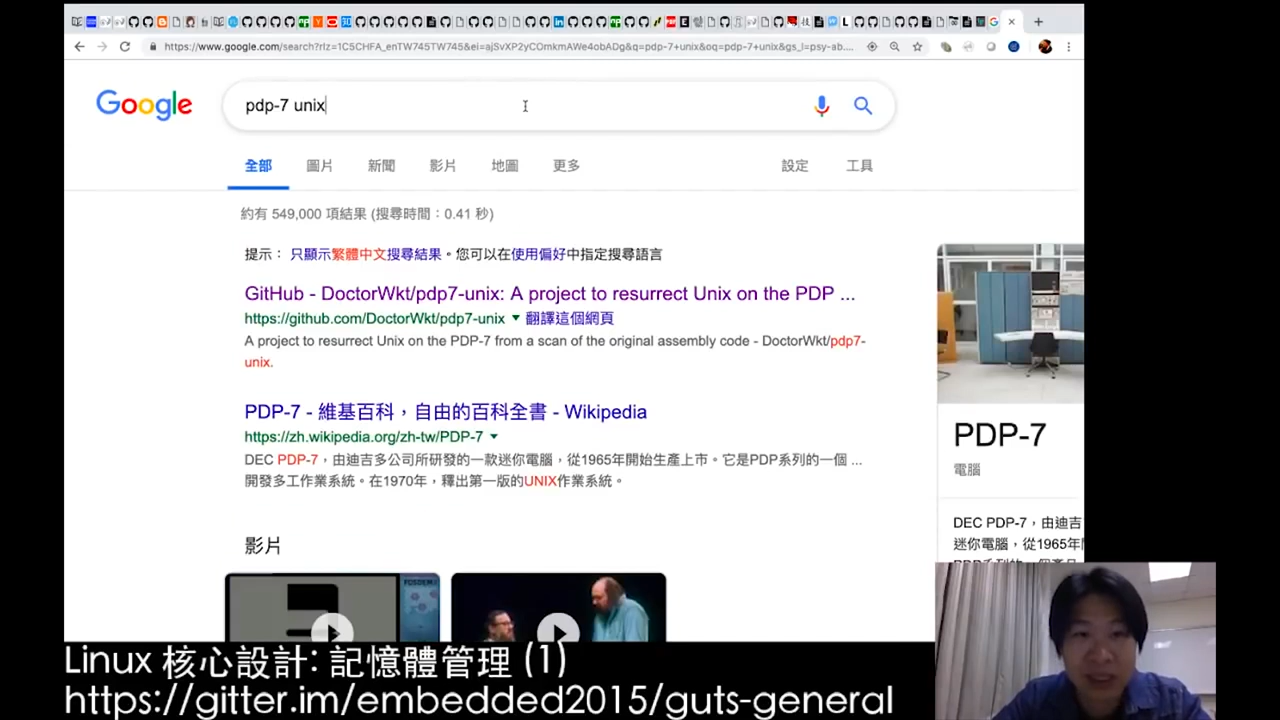 https://www.google.com/search?rlz=1C5CHFA_enTW745TW745&ei=ajSvXP2yCOmkmAWe4obADg&q=pdp-7+unix&oq=pdp-7+unix&gs_l=psy-ab....
Google
pdp-7 unix
全部 圖片 新聞 影片 地圖 更多 設定 工具
約有 549,000 項結果 (搜尋時間：0.41 秒)
提示： 只顯示繁體中文搜尋結果。您可以在使用偏好中指定搜尋語言
GitHub - DoctorWkt/pdp7-unix: A project to resurrect Unix on the PDP ...
https://github.com/DoctorWkt/pdp7-unix ▼ 翻譯這個網頁
A project to resurrect Unix on the PDP-7 from a scan of the original assembly code - DoctorWkt/pdp7-
unix.
PDP-7 - 維基百科，自由的百科全書 - Wikipedia
https://zh.wikipedia.org/zh-tw/PDP-7 ▼
DEC PDP-7，由迪吉多公司所研發的一款迷你電腦，從1965年開始生產上市。它是PDP系列的一個 ...
開發多工作業系統。在1970年，釋出第一版的UNIX作業系統。
影片
PDP-7
電腦
DEC PDP-7，由迪吉
迷你電腦，從1965年
Linux 核心設計: 記憶體管理 (1)
https://gitter.im/embedded2015/guts-general